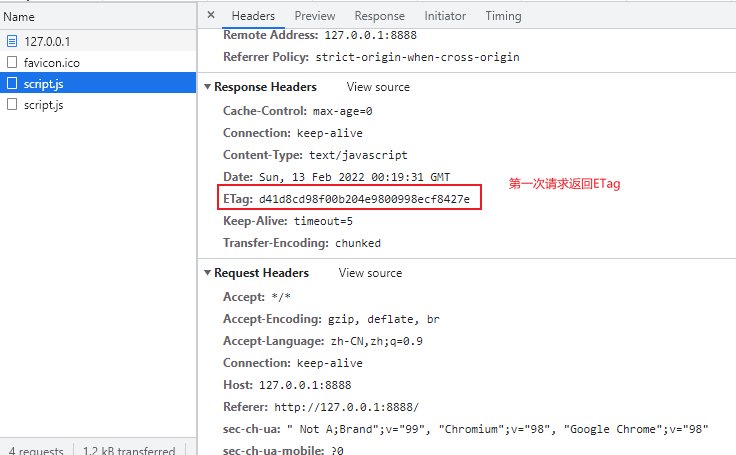 Name
127.0.0.1
favicon.ico
script.js
script.js
4 requests 1.2 kB transferred
× Headers Preview Response Initiator Timing
Remote Address: 127.0.0.1:8888
Referrer Policy: strict-origin-when-cross-origin
▼ Response Headers View source
Cache-Control: max-age=0
Connection: keep-alive
Content-Type: text/javascript
Date: Sun, 13 Feb 2022 00:19:31 GMT
ETag: d41d8cd98f00b204e9800998ecf8427e
第一次请求返回ETag
Keep-Alive: timeout=5
Transfer-Encoding: chunked
▼ Request Headers View source
Accept: */*
Accept-Encoding: gzip, deflate, br
Accept-Language: zh-CN,zh;q=0.9
Connection: keep-alive
Host: 127.0.0.1:8888
Referer: http://127.0.0.1:8888/
sec-ch-ua: " Not A;Brand";v="99", "Chromium";v="98", "Google Chrome";v="98"
sec-ch-ua-mobile: ?0